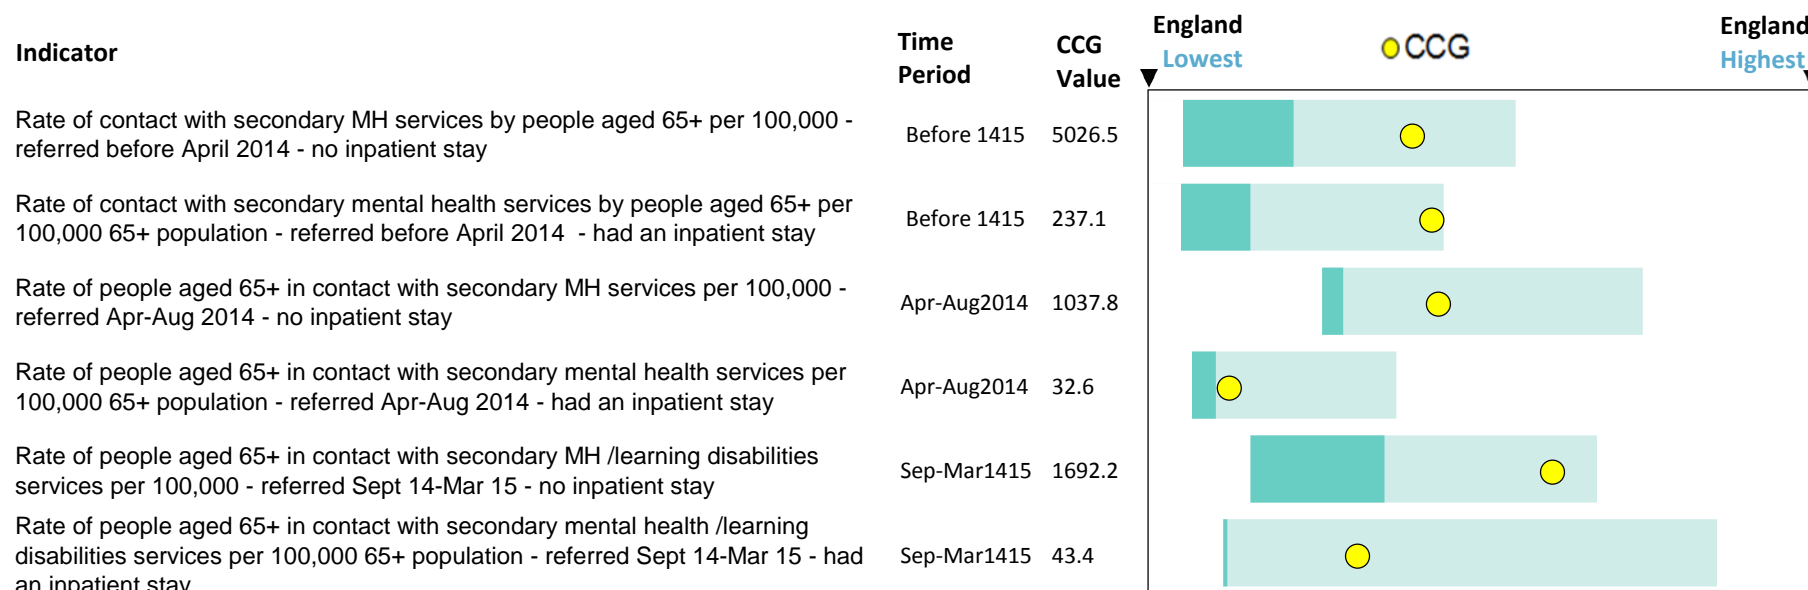 Indicator
Time Period
CCG Value
England Lowest
CCG
England Highest
Rate of contact with secondary MH services by people aged 65+ per 100,000 -
referred before April 2014 - no inpatient stay
Before 1415 5026.5
Rate of contact with secondary mental health services by people aged 65+ per
100,000 65+ population - referred before April 2014  - had an inpatient stay
Before 1415 237.1
Rate of people aged 65+ in contact with secondary MH services per 100,000 -
referred Apr-Aug 2014 - no inpatient stay
Apr-Aug2014 1037.8
Rate of people aged 65+ in contact with secondary mental health services per
100,000 65+ population - referred Apr-Aug 2014 - had an inpatient stay
Apr-Aug2014 32.6
Rate of people aged 65+ in contact with secondary MH /learning disabilities
services per 100,000 - referred Sept 14-Mar 15 - no inpatient stay
Sep-Mar1415 1692.2
Rate of people aged 65+ in contact with secondary mental health /learning
disabilities services per 100,000 65+ population - referred Sept 14-Mar 15 - had
an inpatient stay
Sep-Mar1415 43.4